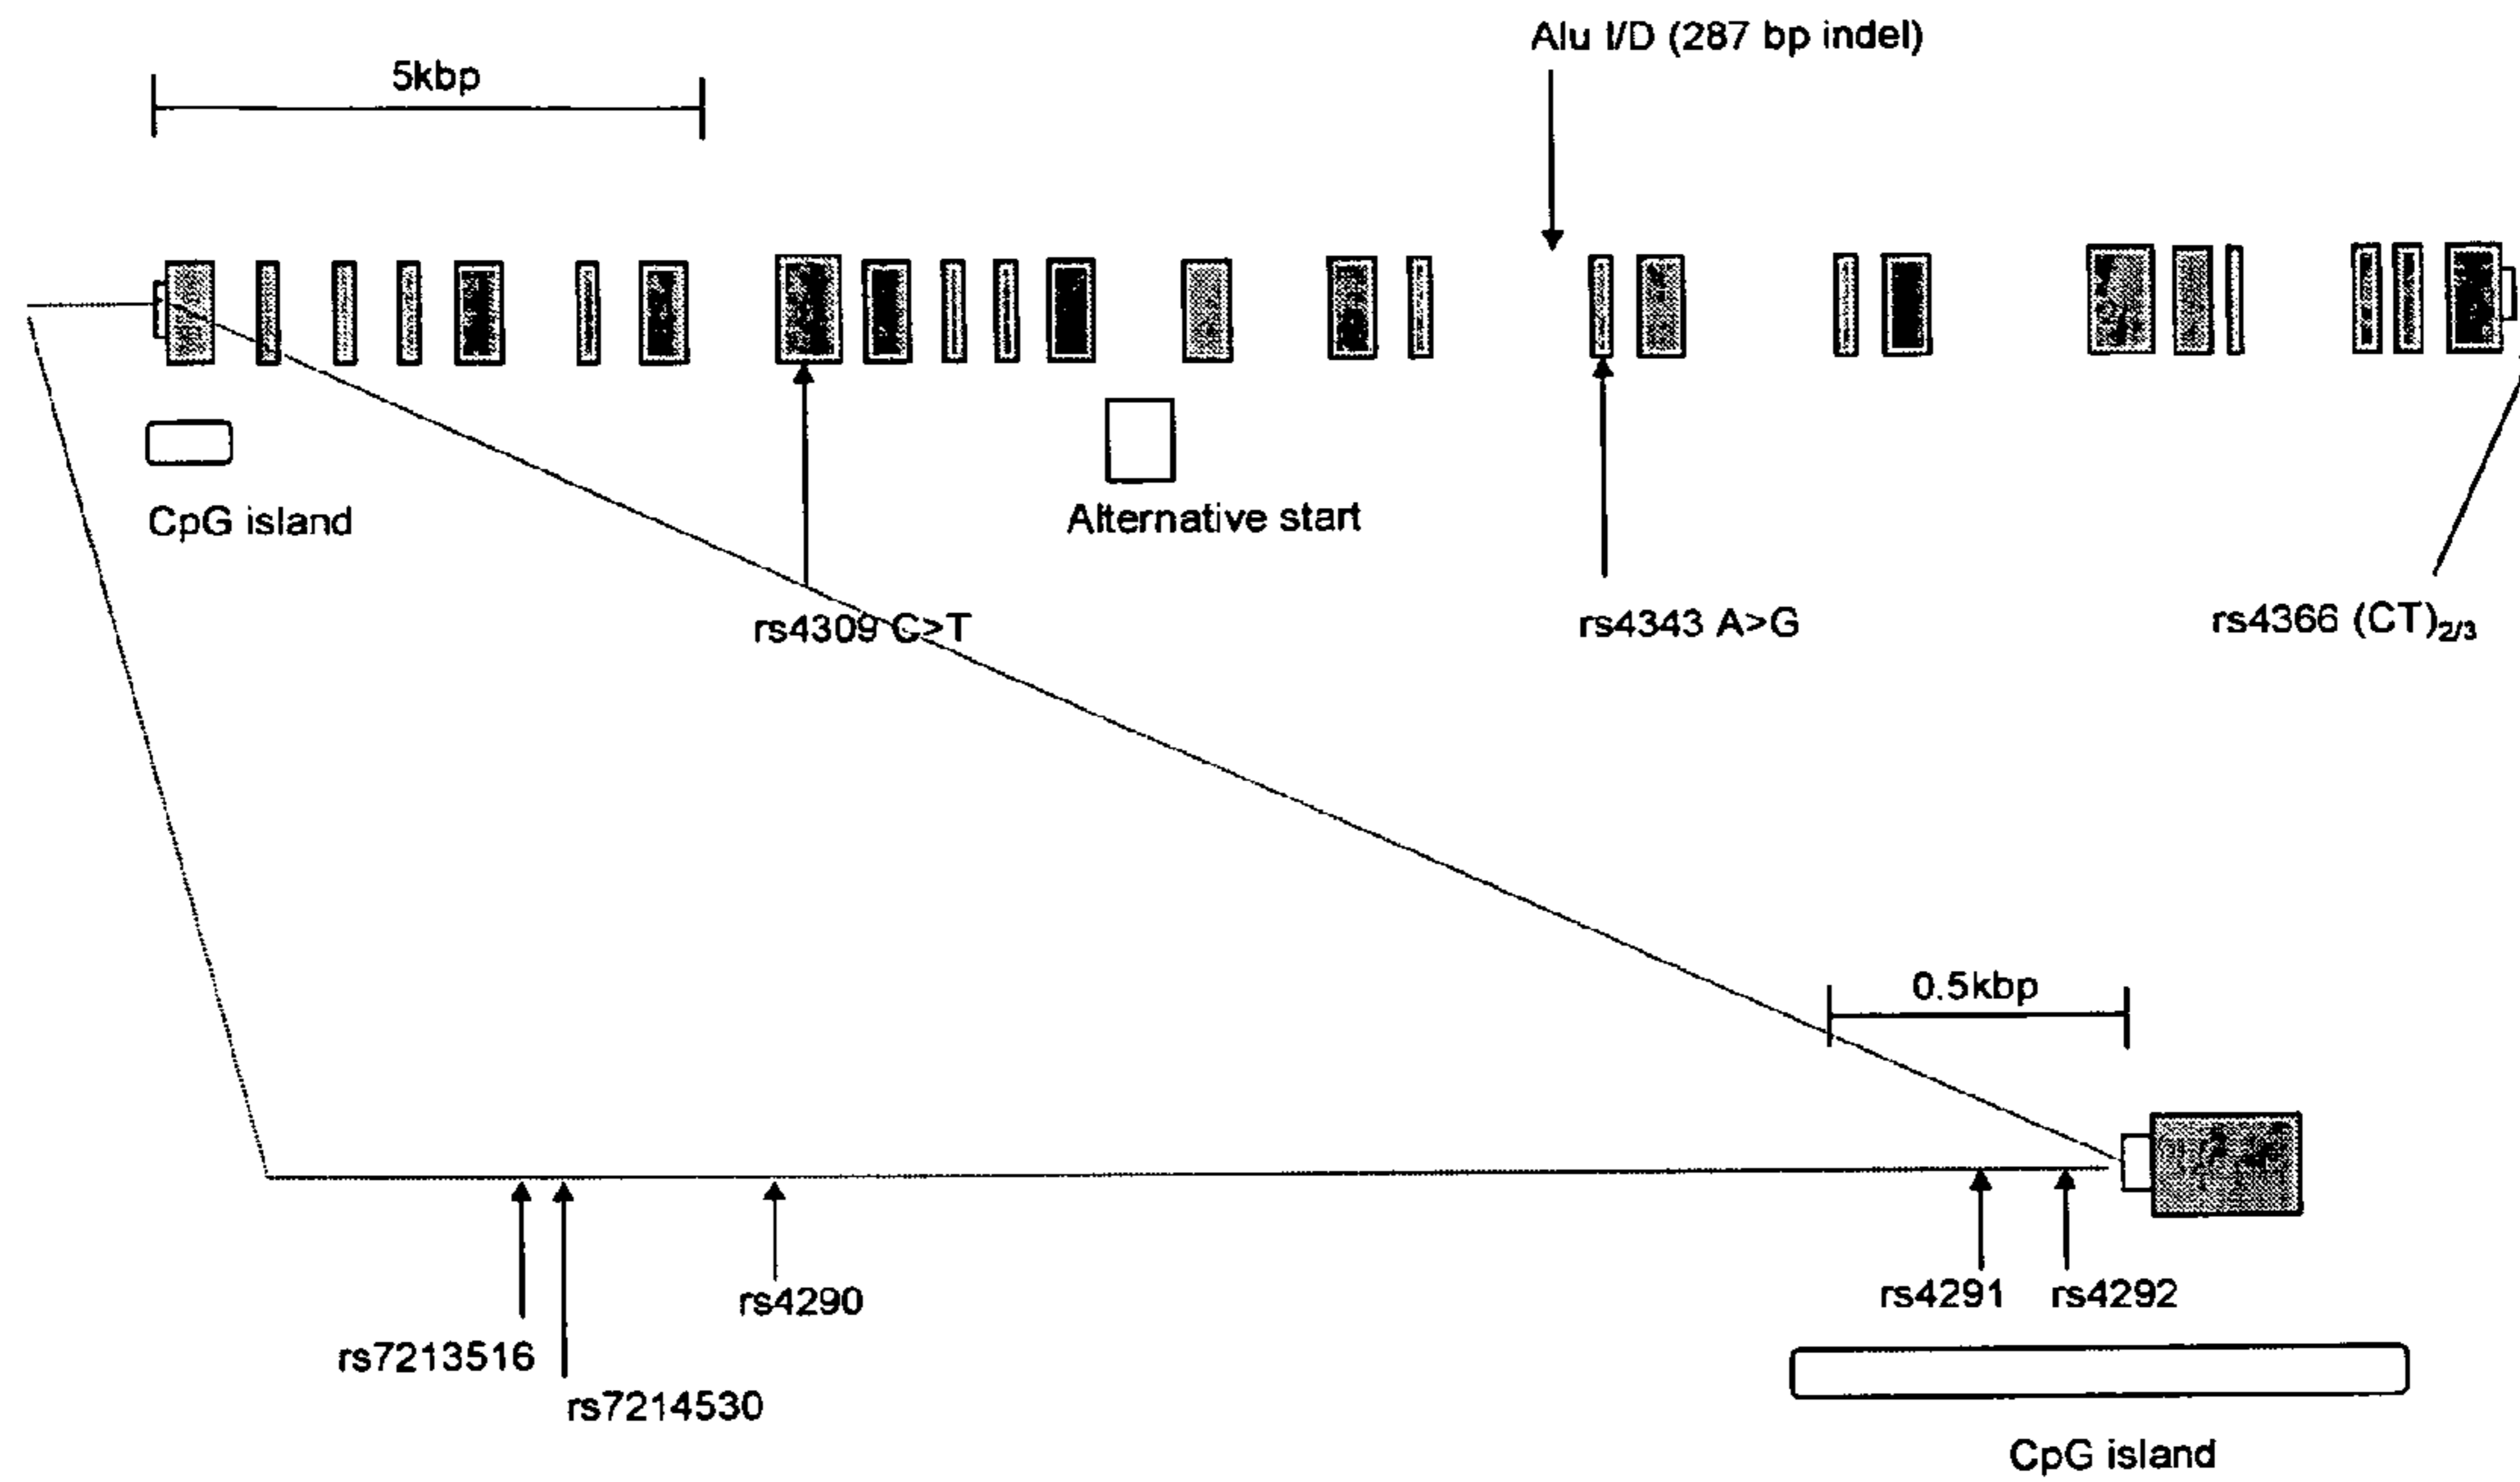 Alu I/D (287 bp indel)
5kbp
CpG island
Alternative start
rs4309 C>T
rs4343 A>G
rs4366 (CT)2/3
0.5kbp
rs4290
rs4291
rs4292
rs7213516
rs7214530
CpG island